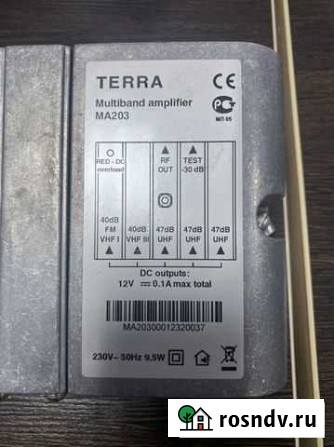 TERRA
CE
Multiband amplifier
MA203
МП 05
RED - DC
overload
RF
OUT
TEST
-30 dB
40dB
FM
VHF I
40dB
VHF III
47dB
UHF
47dB
UHF
47dB
UHF
DC outputs:
12V ⎓ 0.1A max total
MA20300012320037
230V~ 50Hz 9.5W
rosndv.ru